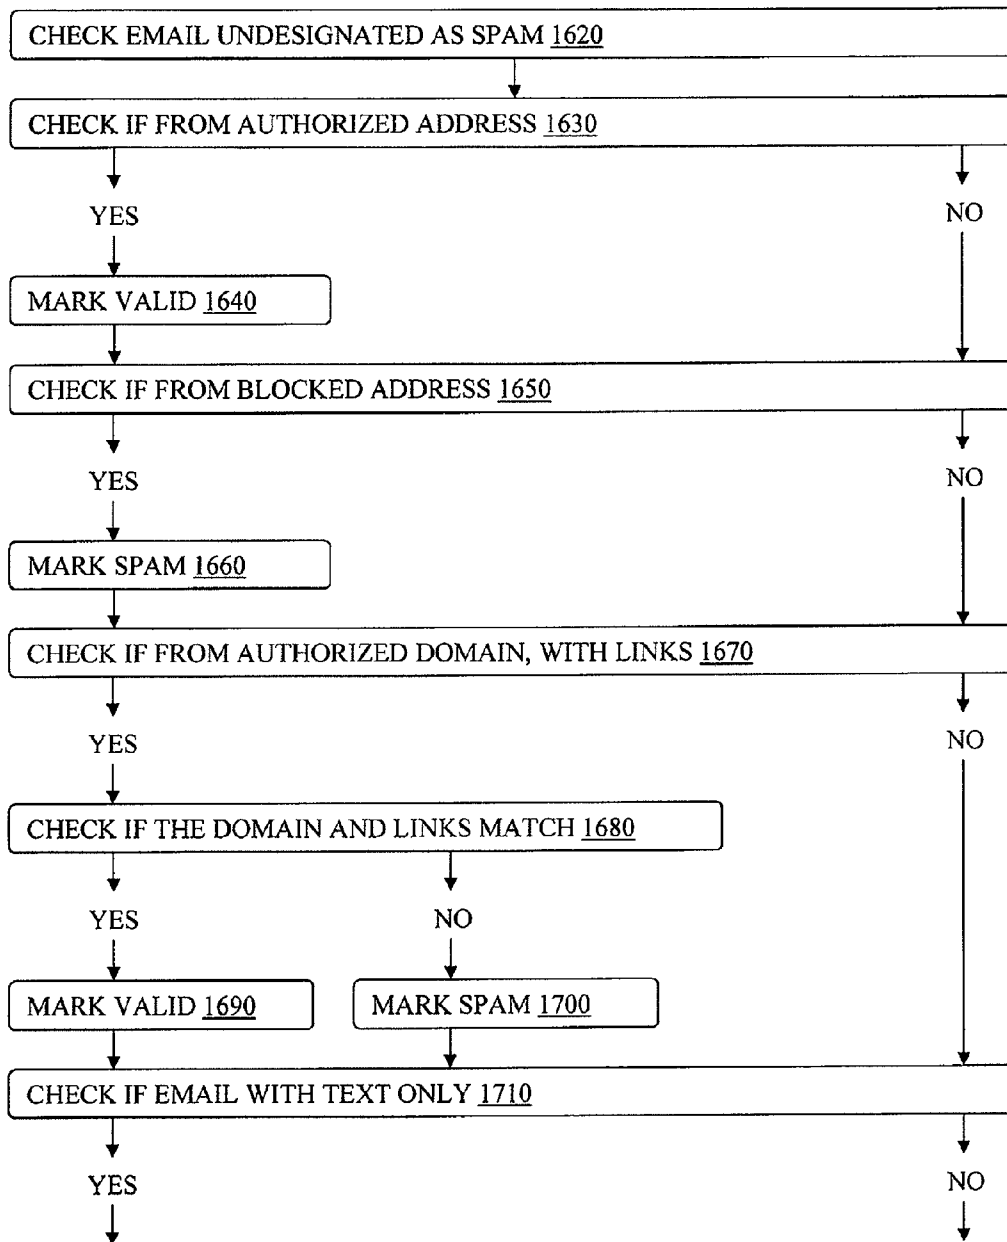 CHECK EMAIL UNDESIGNATED AS SPAM 1620
CHECK IF FROM AUTHORIZED ADDRESS 1630
YES
NO
MARK VALID 1640
CHECK IF FROM BLOCKED ADDRESS 1650
YES
NO
MARK SPAM 1660
CHECK IF FROM AUTHORIZED DOMAIN, WITH LINKS 1670
YES
NO
CHECK IF THE DOMAIN AND LINKS MATCH 1680
YES
NO
MARK VALID 1690
MARK SPAM 1700
CHECK IF EMAIL WITH TEXT ONLY 1710
YES
NO